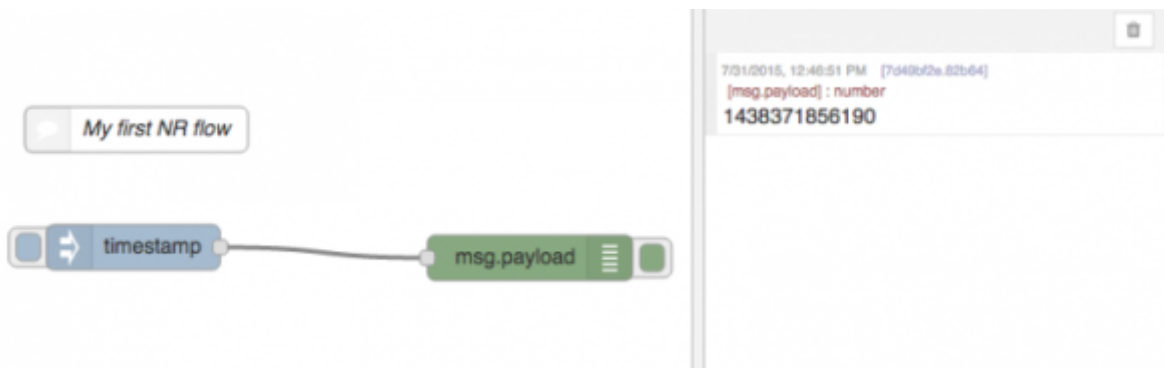 My first NR flow
timestamp
msg.payload
7/31/2015, 12:46:51 PM [7d49bf2e.82b64]
[msg.payload] : number
1438371856190